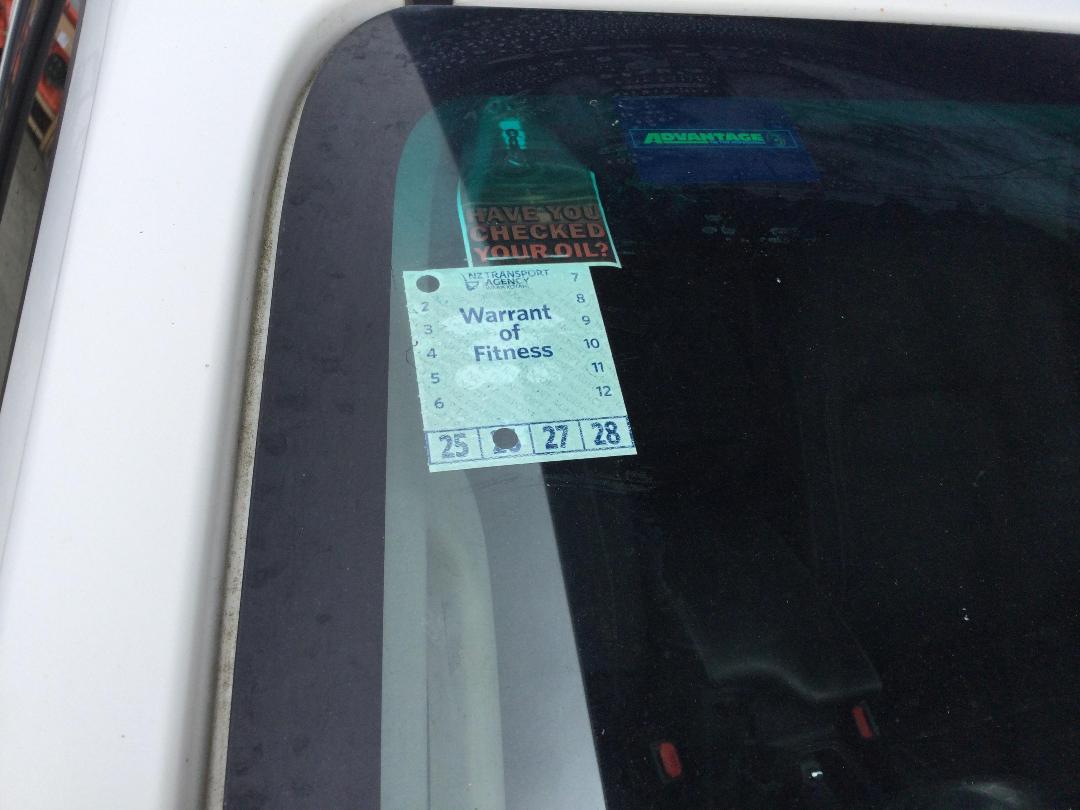 ADVANTAGE
HAVE YOU
CHECKED
YOUR OIL?
NZ TRANSPORT
AGENCY
Warrant
of
Fitness
2
3
4
5
6
7
8
9
10
11
12
25 27 28